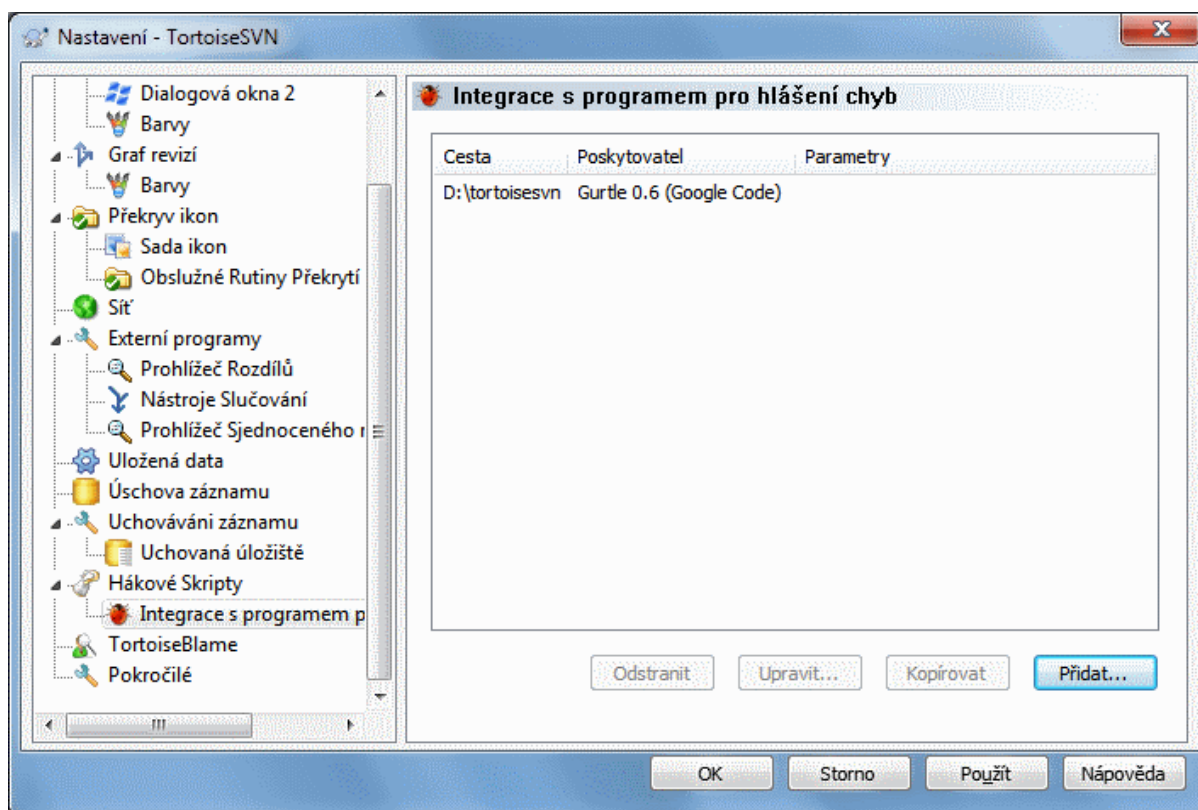 Nastavení - TortoiseSVN
Dialogová okna 2
Barvy
Graf revizí
Barvy
Překryv ikon
Sada ikon
Obslužné Rutiny Překrytí
Síť
Externí programy
Prohlížeč Rozdílů
Nástroje Slučování
Prohlížeč Sjednoceného r
Uložená data
Úschova záznamu
Uchováváni záznamu
Uchovaná úložiště
Hákové Skripty
Integrace s programem p
TortoiseBlame
Pokročilé
Integrace s programem pro hlášení chyb
Cesta Poskytovatel Parametry
D:\tortoisesvn Gurtle 0.6 (Google Code)
Odstranit Upravit... Kopírovat Přidat...
OK Storno Použít Nápověda